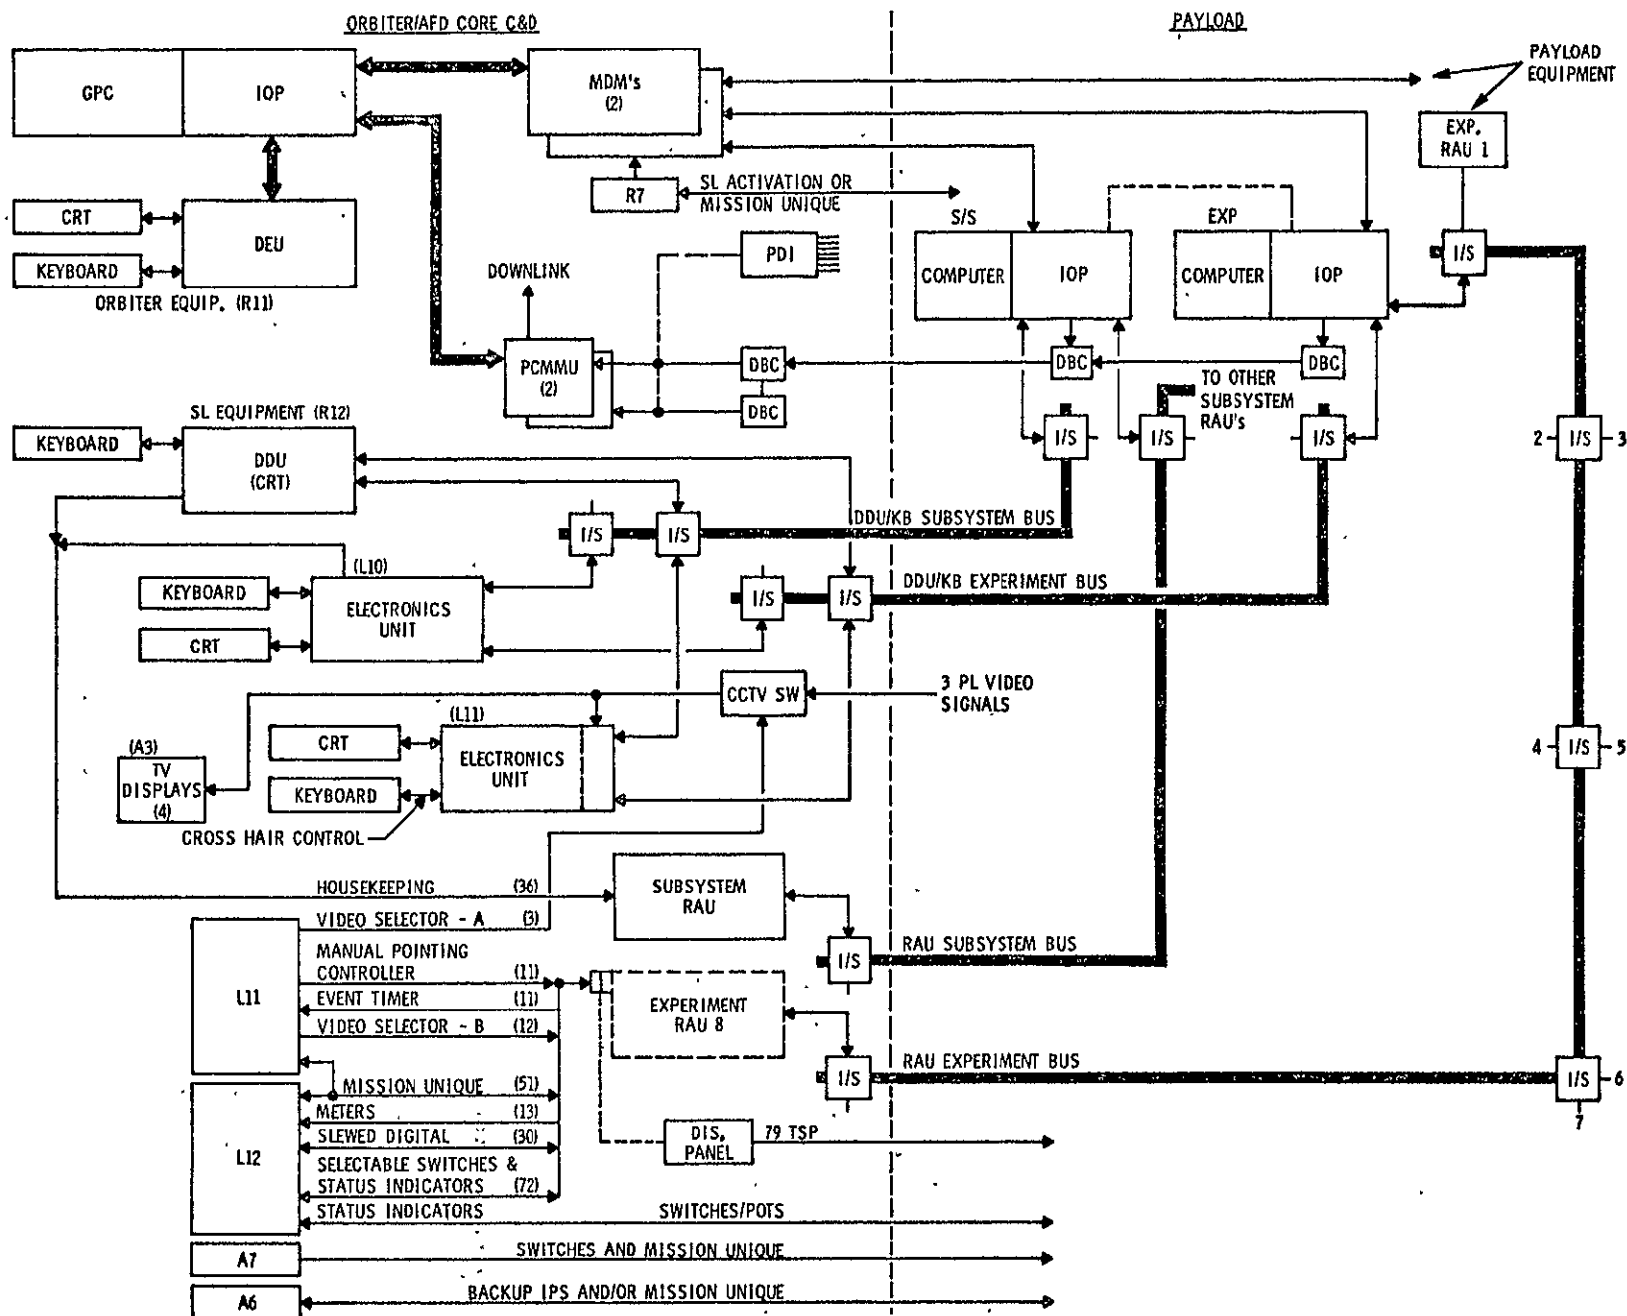 ORBITER/AFD CORE C&D
PAYLOAD
PAYLOAD
EQUIPMENT
GPC
IOP
MDM's
(2)
EXP.
RAU 1
R7
SL ACTIVATION OR
MISSION UNIQUE
CRT
DEU
KEYBOARD
ORBITER EQUIP. (R11)
S/S
EXP
COMPUTER
IOP
COMPUTER
IOP
I/S
PDI
DOWNLINK
PCMMU
(2)
DBC
DBC
DBC
DBC
TO OTHER
SUBSYSTEM
RAU's
SL EQUIPMENT (R12)
KEYBOARD
DDU
(CRT)
I/S
I/S
I/S
2
I/S
3
I/S
I/S
DDU/KB SUBSYSTEM BUS
(L10)
KEYBOARD
ELECTRONICS
UNIT
CRT
I/S
I/S
DDU/KB EXPERIMENT BUS
CCTV SW
3 PL VIDEO
SIGNALS
(L11)
CRT
ELECTRONICS
UNIT
KEYBOARD
CROSS HAIR CONTROL
(A3)
TV
DISPLAYS
(4)
4
I/S
5
HOUSEKEEPING (36)
SUBSYSTEM
RAU
VIDEO SELECTOR - A (3)
L11
MANUAL POINTING
CONTROLLER (11)
EVENT TIMER (11)
VIDEO SELECTOR - B (12)
I/S
RAU SUBSYSTEM BUS
EXPERIMENT
RAU 8
I/S
RAU EXPERIMENT BUS
I/S
6
7
L12
MISSION UNIQUE (51)
METERS (13)
SLEWED DIGITAL (30)
SELECTABLE SWITCHES &
STATUS INDICATORS (72)
STATUS INDICATORS
SWITCHES/POTS
DIS.
PANEL
79 TSP
A7
SWITCHES AND MISSION UNIQUE
A6
BACKUP IPS AND/OR MISSION UNIQUE